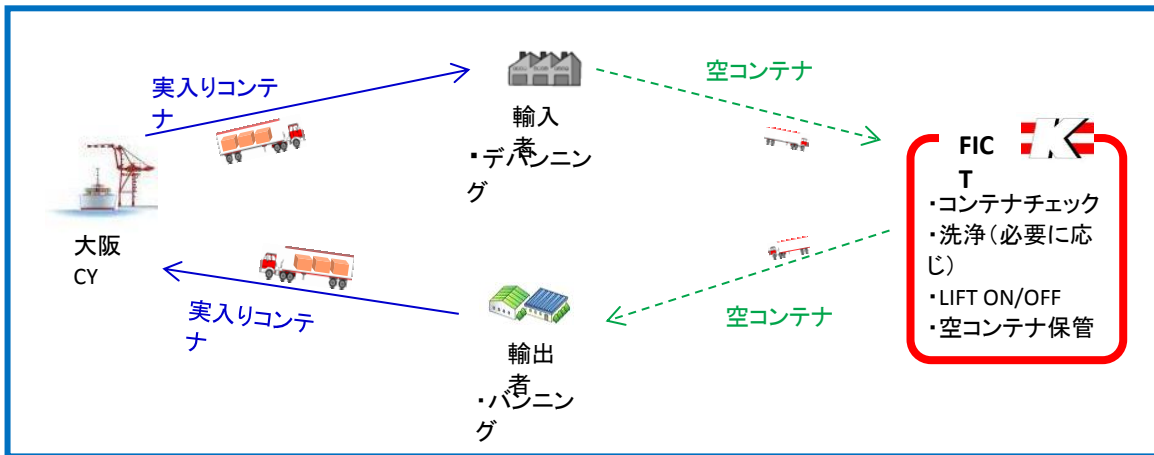 実入りコンテ
ナ
輸入
者
・デバンニン
グ
空コンテナ
FIC
T
K
・コンテナチェック
・洗浄(必要に応
じ)
・LIFT ON/OFF
・空コンテナ保管
大阪
CY
実入りコンテ
ナ
輸出
者
・バンニン
グ
空コンテナ